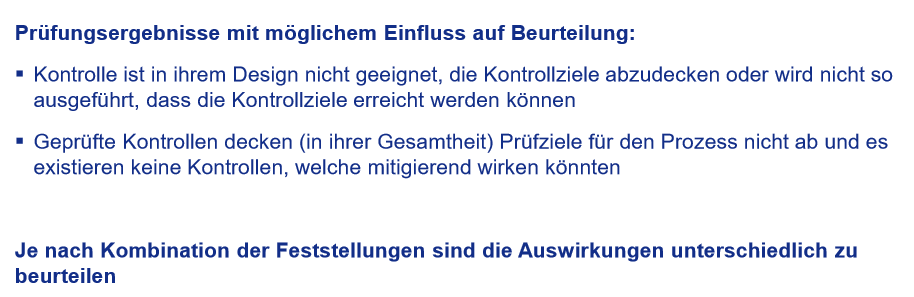 Prüfungsergebnisse mit möglichem Einfluss auf Beurteilung:
▪ Kontrolle ist in ihrem Design nicht geeignet, die Kontrollziele abzudecken oder wird nicht so
ausgeführt, dass die Kontrollziele erreicht werden können
▪ Geprüfte Kontrollen decken (in ihrer Gesamtheit) Prüfziele für den Prozess nicht ab und es
existieren keine Kontrollen, welche mitigierend wirken könnten
Je nach Kombination der Feststellungen sind die Auswirkungen unterschiedlich zu
beurteilen